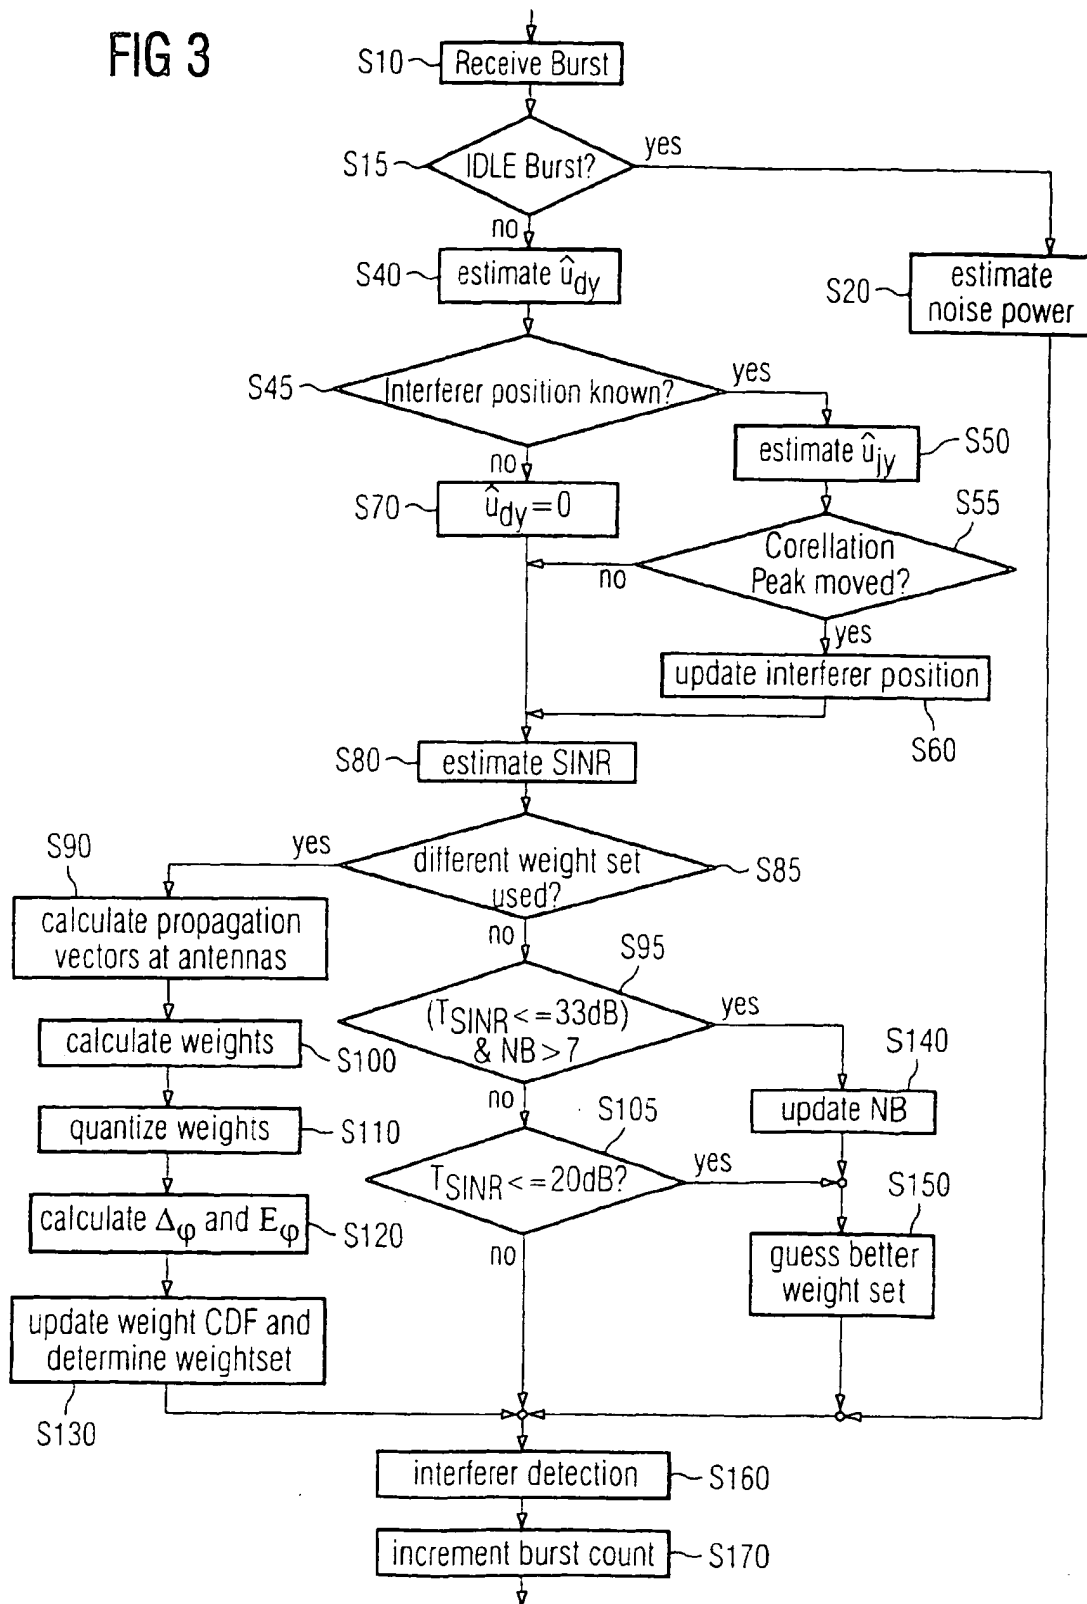 FIG 3
S10
Receive Burst
S15
IDLE Burst?
yes
no
S40
estimate û_dy
S20
estimate
noise power
S45
Interferer position known?
yes
no
S50
estimate û_jy
S70
û_dy=0
S55
Corellation
Peak moved?
no
yes
update interferer position
S60
S80
estimate SINR
S90
yes
different weight set
used?
S85
no
calculate propagation
vectors at antennas
S95
(T_SINR<=33dB)
& NB>7
yes
no
calculate weights
S100
S140
update NB
quantize weights
S110
S105
T_SINR<=20dB?
yes
no
S150
guess better
weight set
calculate Δ_φ and E_φ
S120
update weight CDF and
determine weightset
S130
interferer detection
S160
increment burst count
S170